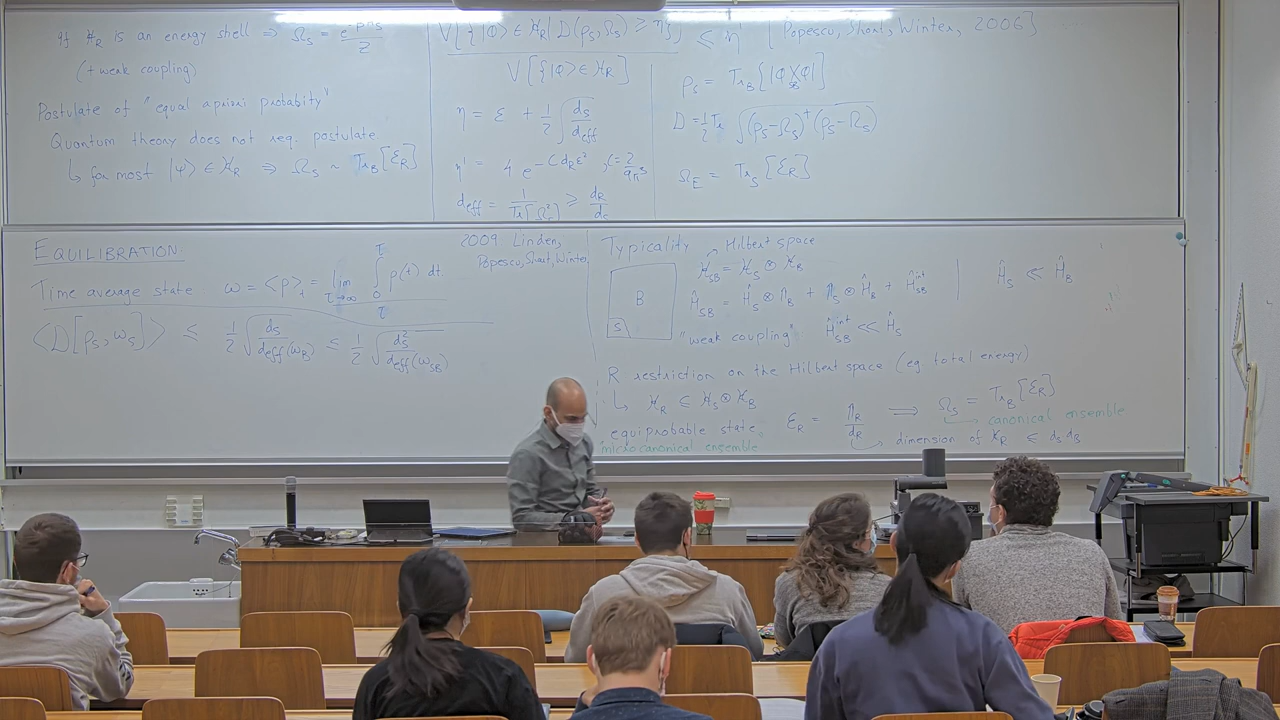 If ℋ_R is an energy shell ⇒ Ω_S = e^{-βH_S}/Z
(+ weak coupling)
Postulate of "equal apriori probabity"
Quantum theory does not req. postulate
↳ for most |ψ⟩ ∈ ℋ_R ⇒ Ω_S ~ Tr_B[ℰ_R]
V[{|Φ⟩ ∈ ℋ_R | D(ρ_S, Ω_S) ≥ η}] / V[{|Φ⟩ ∈ ℋ_R}] ≤ η' [Popescu, Short, Winter, 2006]
η = ε + 1/2 √(d_S/d_eff)
η' = 4 e^{-C d_R ε²}, C = 2/9π³
d_eff = 1/Tr[Ω²] ≥ d_R/d_S
ρ_S = Tr_B{|Φ⟩⟨Φ|}
D = 1/2 Tr √((ρ_S-Ω_S)†(ρ_S-Ω_S))
Ω_E = Tr_S[ℰ_R]
EQUILIBRATION
2009 Linden,
Popescu, Short, Winter
Time average state ω = ⟨ρ⟩_t = lim_{τ→∞} ∫_0^τ ρ(t) dt / τ
⟨D[ρ_S, ω_S]⟩ ≤ 1/2 √(d_S/d_eff(ω_B)) ≤ 1/2 √(d_S²/d_eff(ω_SB))
Typicality
Hilbert space
ℋ_SB = ℋ_S ⊗ ℋ_B
B
S
Ĥ_SB = Ĥ_S ⊗ 𝟙_B + 𝟙_S ⊗ Ĥ_B + Ĥ_SB^int | Ĥ_S ≪ Ĥ_B
"weak coupling" Ĥ_SB^int ≪ Ĥ_S
R restriction on the Hilbert space (eg total energy)
↳ ℋ_R ⊆ ℋ_S ⊗ ℋ_B
equiprobable state: ℰ_R = 𝟙_R/d_R ⇒ Ω_S = Tr_B[ℰ_R]
canonical ensemble
microcanonical ensemble
dimension of ℋ_R ≤ d_S d_B